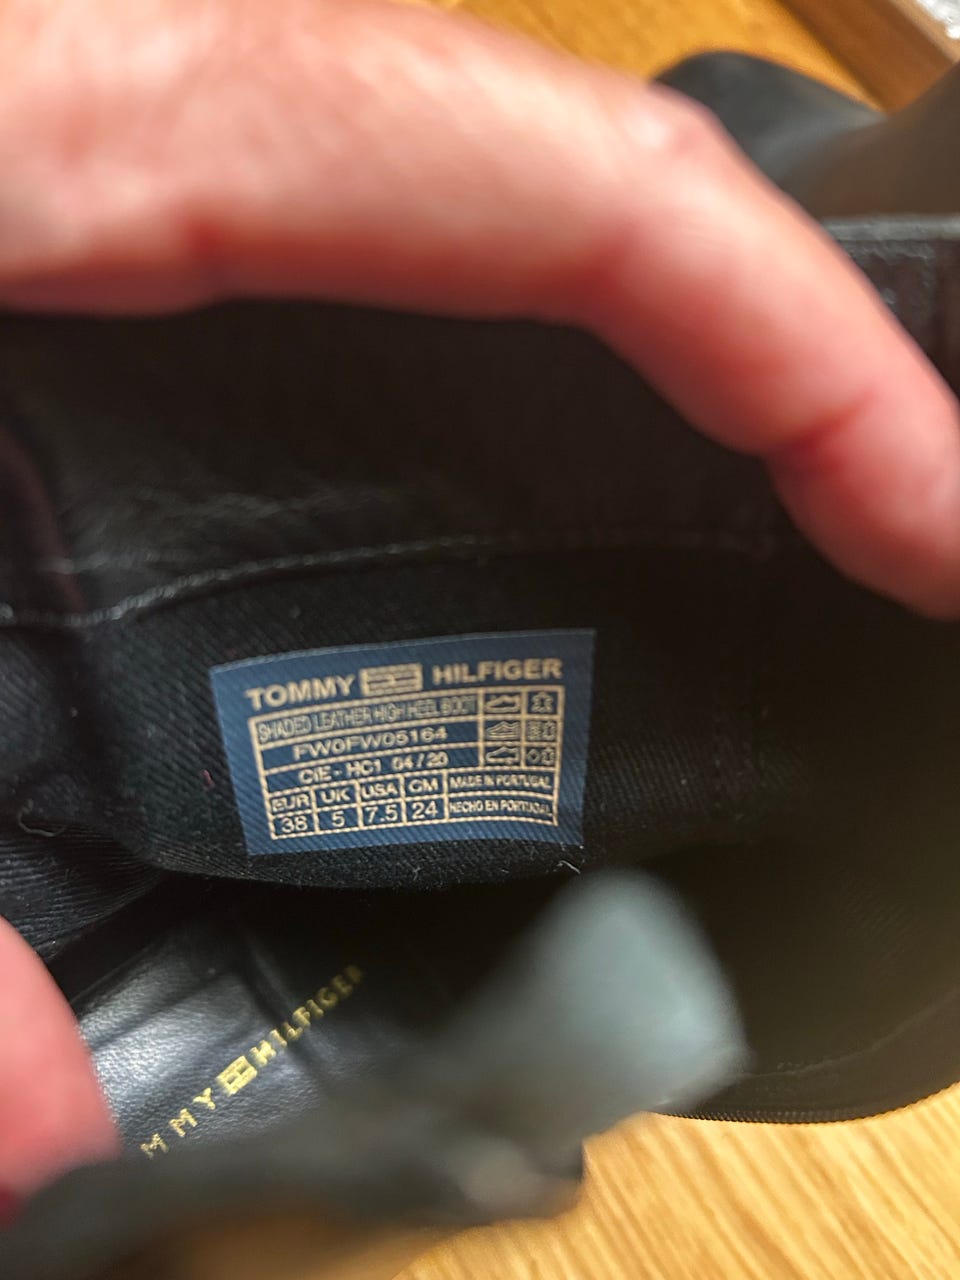 TOMMY HILFIGER
SHADED LEATHER HIGH HEEL BOOT
FW0FW05164
CIE - HC1 04/20
EUR UK USA CM MADE IN PORTUGAL
38 5 7.5 24 HECHO EN PORTUGAL
MMY HILFIGER